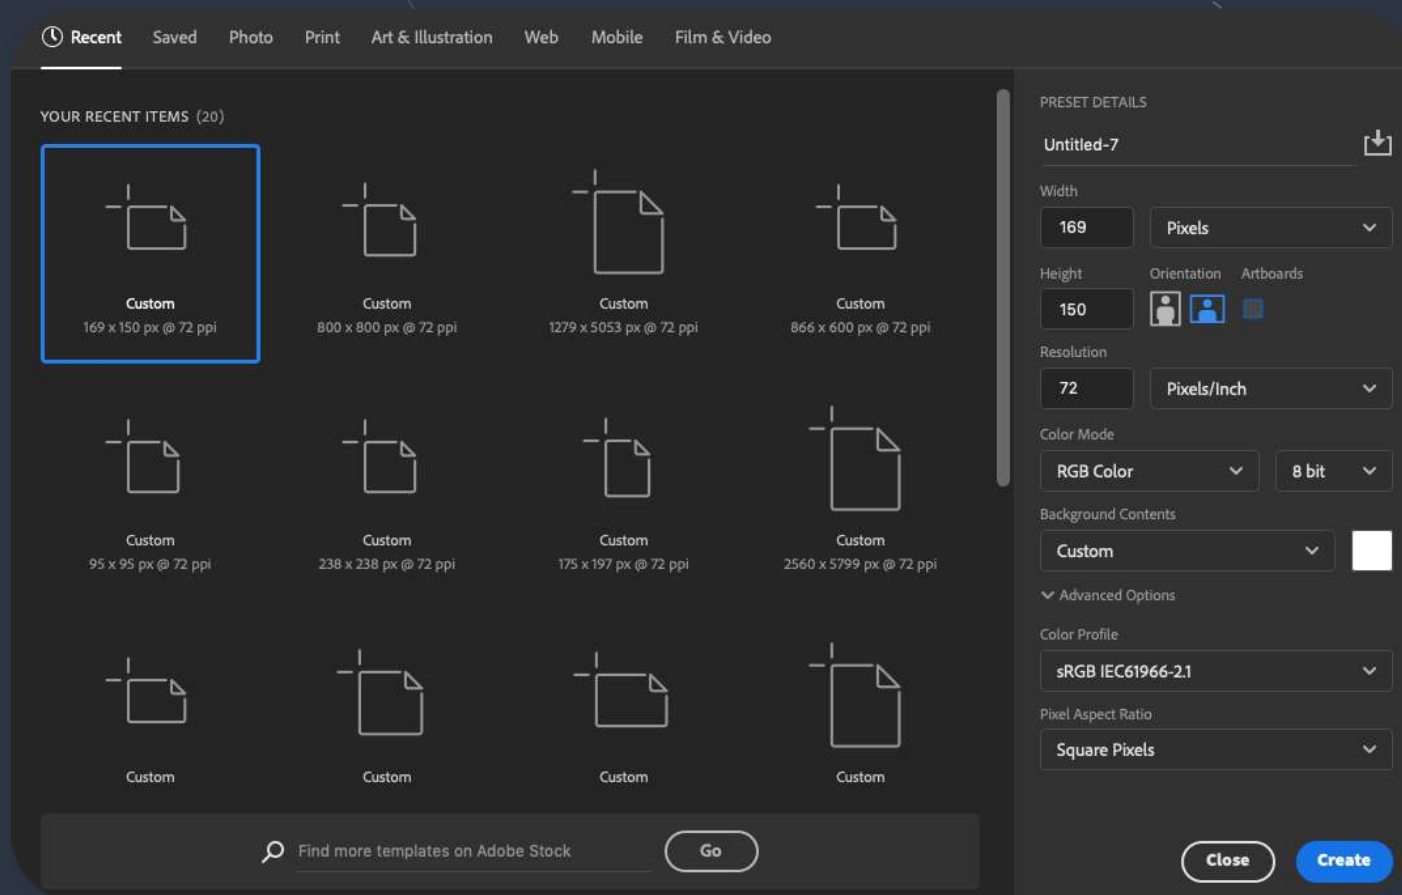 Recent Saved Photo Print Art & Illustration Web Mobile Film & Video
YOUR RECENT ITEMS (20)
Custom
169 x 150 px @ 72 ppi
Custom
800 x 800 px @ 72 ppi
Custom
1279 x 5053 px @ 72 ppi
Custom
866 x 600 px @ 72 ppi
Custom
95 x 95 px @ 72 ppi
Custom
238 x 238 px @ 72 ppi
Custom
175 x 197 px @ 72 ppi
Custom
2560 x 5799 px @ 72 ppi
Custom
Custom
Custom
Custom
Find more templates on Adobe Stock
Go
PRESET DETAILS
Untitled-7
Width
169 Pixels
Height Orientation Artboards
150
Resolution
72 Pixels/Inch
Color Mode
RGB Color 8 bit
Background Contents
Custom
Advanced Options
Color Profile
sRGB IEC61966-2.1
Pixel Aspect Ratio
Square Pixels
Close Create